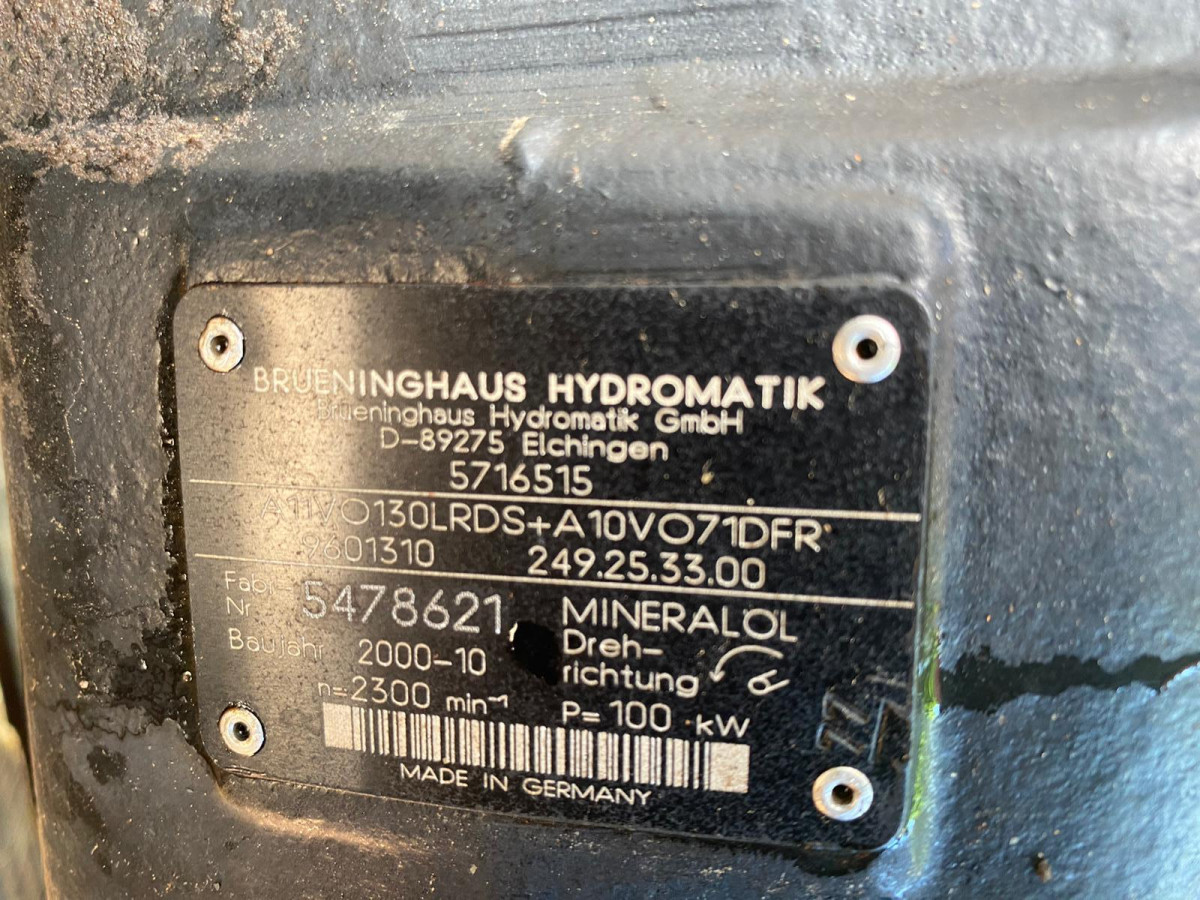 BRUENINGHAUS HYDROMATIK
Brueninghaus Hydromatik GmbH
D-89275 Elchingen
5716515
A11VO130LRDS+A10VO71DFR
9601310 249.25.33.00
Fabr.
Nr. 5478621, MINERALÖL
Baujahr 2000-10 Dreh-
richtung
n=2300 min⁻¹ P=100 kW
MADE IN GERMANY